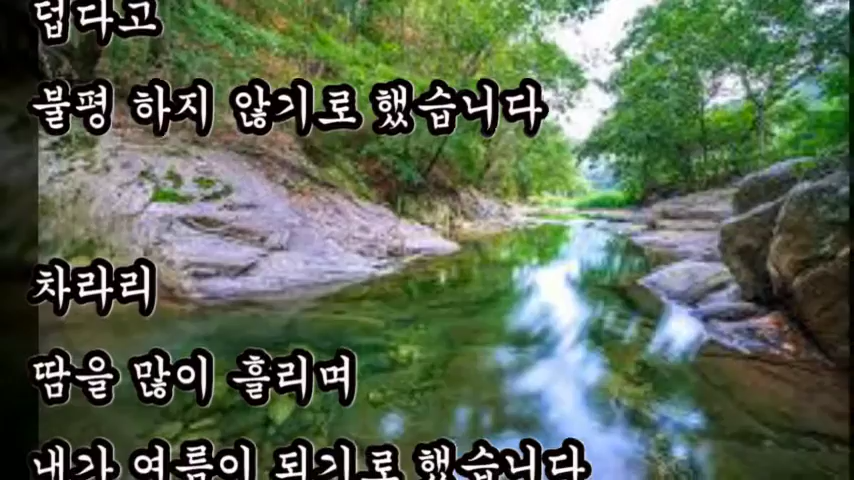 덥다고
불평 하지 않기로 했습니다
차라리
땀을 많이 흘리며
내가 여름이 되기로 했습니다